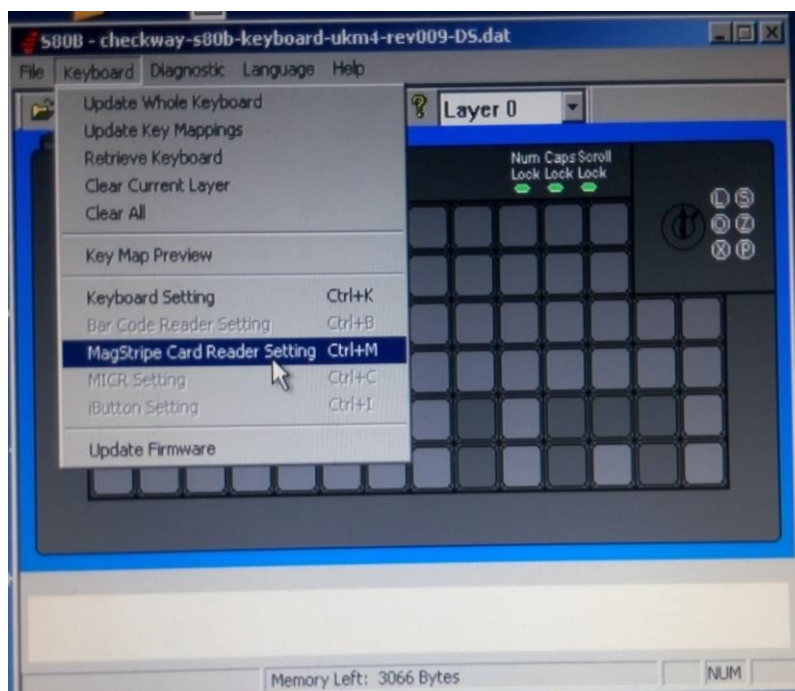 S80B - checkway-s80b-keyboard-ukm4-rev009-DS.dat
File Keyboard Diagnostic Language Help
Layer 0
Update Whole Keyboard
Update Key Mappings
Retrieve Keyboard
Clear Current Layer
Clear All
Key Map Preview
Keyboard Setting Ctrl+K
Bar Code Reader Setting Ctrl+B
MagStripe Card Reader Setting Ctrl+M
MICR Setting Ctrl+C
iButton Setting Ctrl+I
Update Firmware
Num Caps Scroll
Lock Lock Lock
L S
O Z
X P
Memory Left: 3066 Bytes NUM